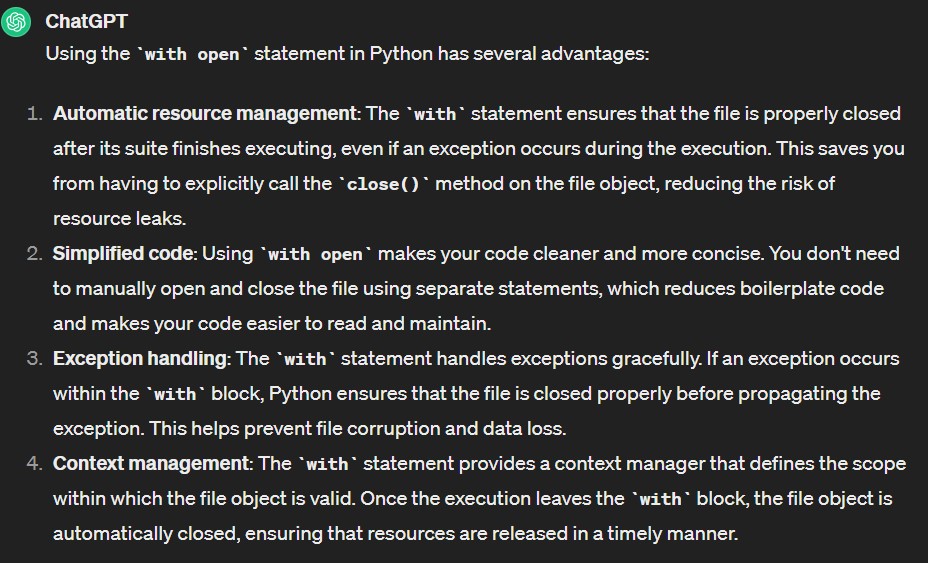 ChatGPT
Using the `with open` statement in Python has several advantages:
1. Automatic resource management: The `with` statement ensures that the file is properly closed
after its suite finishes executing, even if an exception occurs during the execution. This saves you
from having to explicitly call the `close()` method on the file object, reducing the risk of
resource leaks.
2. Simplified code: Using `with open` makes your code cleaner and more concise. You don't need
to manually open and close the file using separate statements, which reduces boilerplate code
and makes your code easier to read and maintain.
3. Exception handling: The `with` statement handles exceptions gracefully. If an exception occurs
within the `with` block, Python ensures that the file is closed properly before propagating the
exception. This helps prevent file corruption and data loss.
4. Context management: The `with` statement provides a context manager that defines the scope
within which the file object is valid. Once the execution leaves the `with` block, the file object is
automatically closed, ensuring that resources are released in a timely manner.